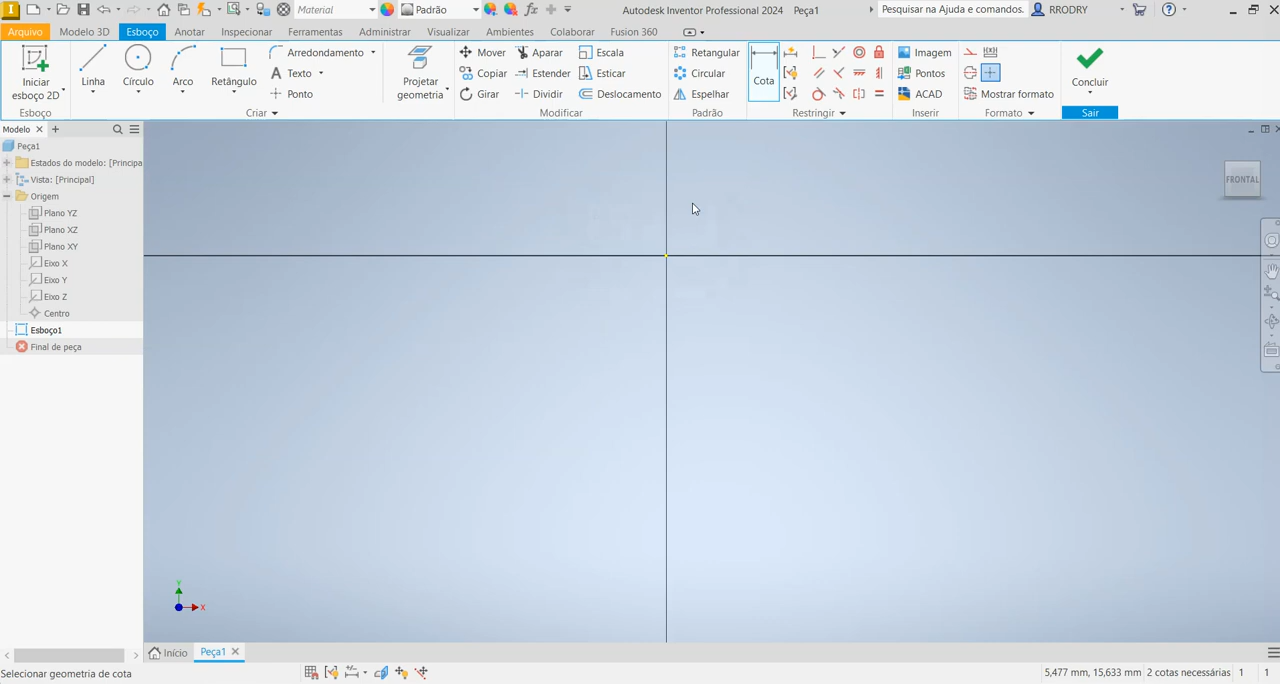 I Material Padrão fx Autodesk Inventor Professional 2024 Peça1 Pesquisar na Ajuda e comandos. RRODRY
Arquivo Modelo 3D Esboço Anotar Inspecionar Ferramentas Administrar Visualizar Ambientes Colaborar Fusion 360
Iniciar esboço 2D
Linha
Círculo
Arco
Retângulo
Arredondamento
Texto
Ponto
Projetar geometria
Mover Aparar Escala
Copiar Estender Esticar
Girar Dividir Deslocamento
Retangular
Circular
Espelhar
Cota
Imagem
Pontos
ACAD
Mostrar formato
Concluir
Esboço Criar Modificar Padrão Restringir Inserir Formato Sair
Modelo
Peça1
Estados do modelo: [Principa
Vista: [Principal]
Origem
Plano YZ
Plano XZ
Plano XY
Eixo X
Eixo Y
Eixo Z
Centro
Esboço1
Final de peça
FRONTAL
Y
X
Início Peça1
Selecionar geometria de cota 5,477 mm, 15,633 mm 2 cotas necessárias 1 1